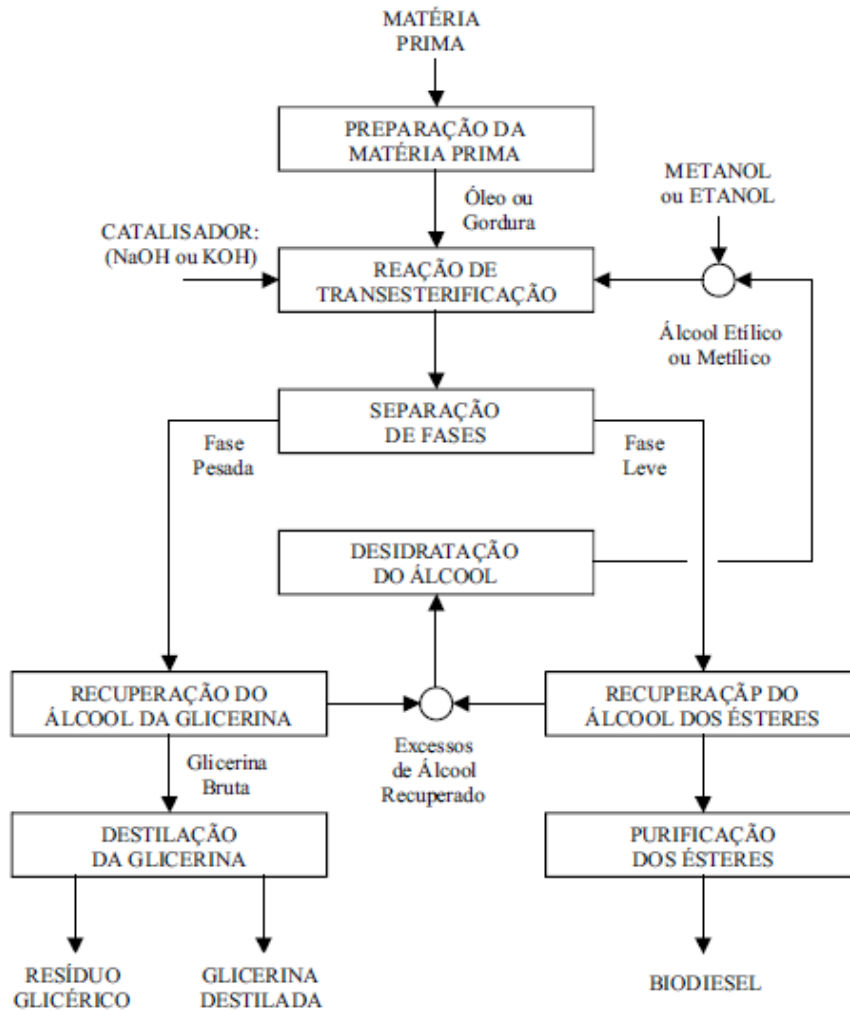 MATÉRIA
PRIMA
PREPARAÇÃO DA
MATÉRIA PRIMA
METANOL
ou ETANOL
Óleo ou
Gordura
CATALISADOR:
(NaOH ou KOH)
REAÇÃO DE
TRANSESTERIFICAÇÃO
Álcool Etílico
ou Metílico
SEPARAÇÃO
DE FASES
Fase
Pesada
Fase
Leve
DESIDRATAÇÃO
DO ÁLCOOL
RECUPERAÇÃO DO
ÁLCOOL DA GLICERINA
RECUPERAÇÃP DO
ÁLCOOL DOS ÉSTERES
Glicerina
Bruta
Excessos
de Álcool
Recuperado
DESTILAÇÃO
DA GLICERINA
PURIFICAÇÃO
DOS ÉSTERES
RESÍDUO
GLICÉRICO
GLICERINA
DESTILADA
BIODIESEL